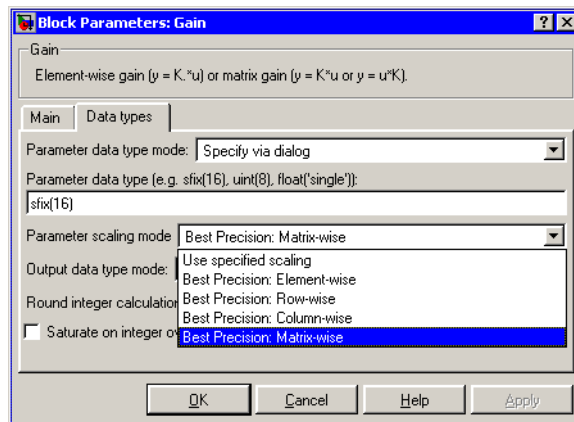 Block Parameters: Gain
Gain
Element-wise gain (y = K.*u) or matrix gain (y = K*u or y = u*K).
Main Data types
Parameter data type mode: Specify via dialog
Parameter data type (e.g. sfix(16), uint(8), float('single')):
sfix(16)
Parameter scaling mode Best Precision: Matrix-wise
Use specified scaling
Output data type mode: Best Precision: Element-wise
Round integer calculation Best Precision: Row-wise
Best Precision: Column-wise
Saturate on integer ov Best Precision: Matrix-wise
OK Cancel Help Apply